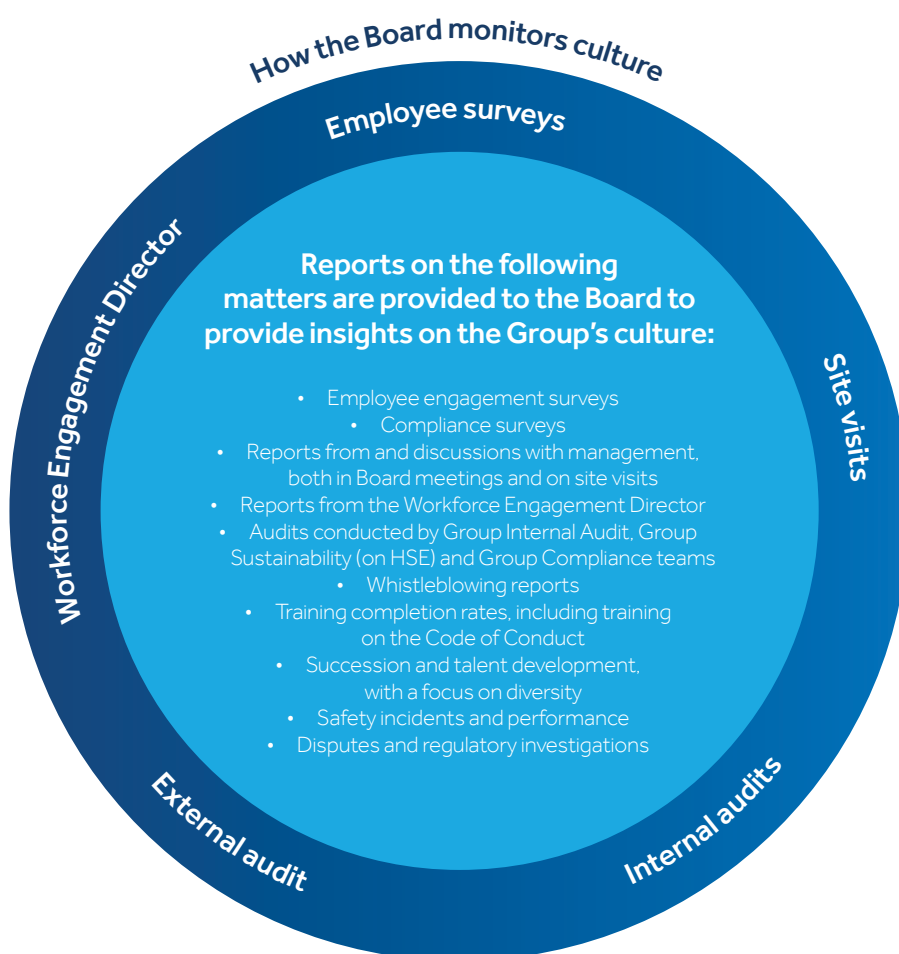 How the Board monitors culture
Employee surveys
Workforce Engagement Director
Site visits
Reports on the following
matters are provided to the Board to
provide insights on the Group's culture:
• Employee engagement surveys
• Compliance surveys
• Reports from and discussions with management,
both in Board meetings and on site visits
• Reports from the Workforce Engagement Director
• Audits conducted by Group Internal Audit, Group
Sustainability (on HSE) and Group Compliance teams
• Whistleblowing reports
• Training completion rates, including training
on the Code of Conduct
• Succession and talent development,
with a focus on diversity
• Safety incidents and performance
• Disputes and regulatory investigations
External audit
Internal audits